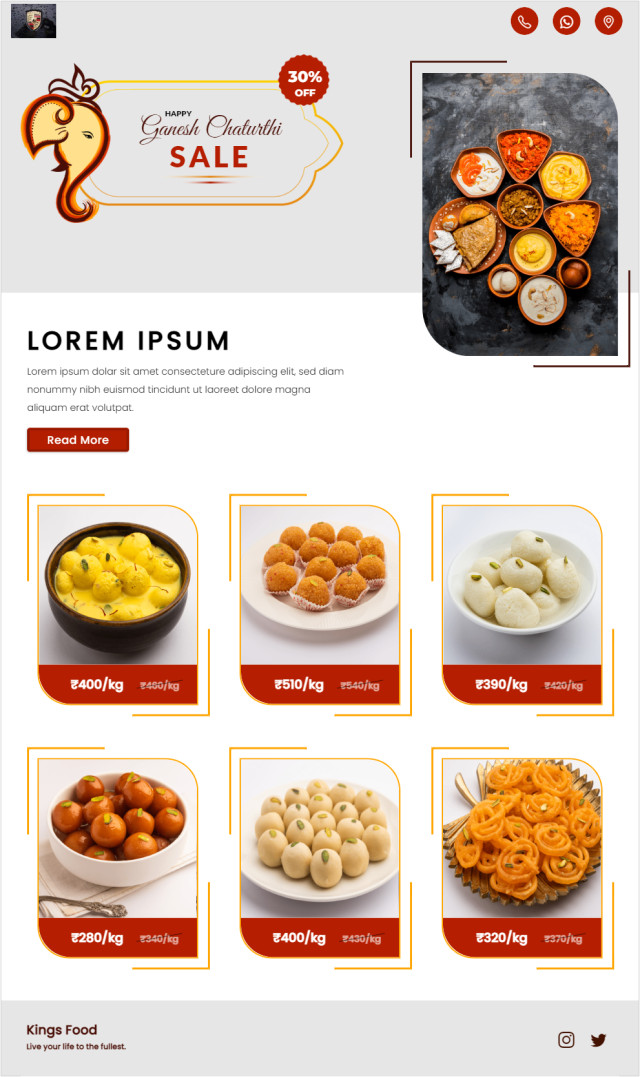 30%
OFF
HAPPY
Ganesh Chaturthi
SALE
LOREM IPSUM
Lorem ipsum dolar sit amet consecteture adipiscing elit, sed diam
nonummy nibh euismod tincidunt ut laoreet dolore magna
aliquam erat volutpat.
Read More
₹400/kg ₹460/kg
₹510/kg ₹540/kg
₹390/kg ₹420/kg
₹280/kg ₹340/kg
₹400/kg ₹430/kg
₹320/kg ₹370/kg
Kings Food
Live your life to the fullest.